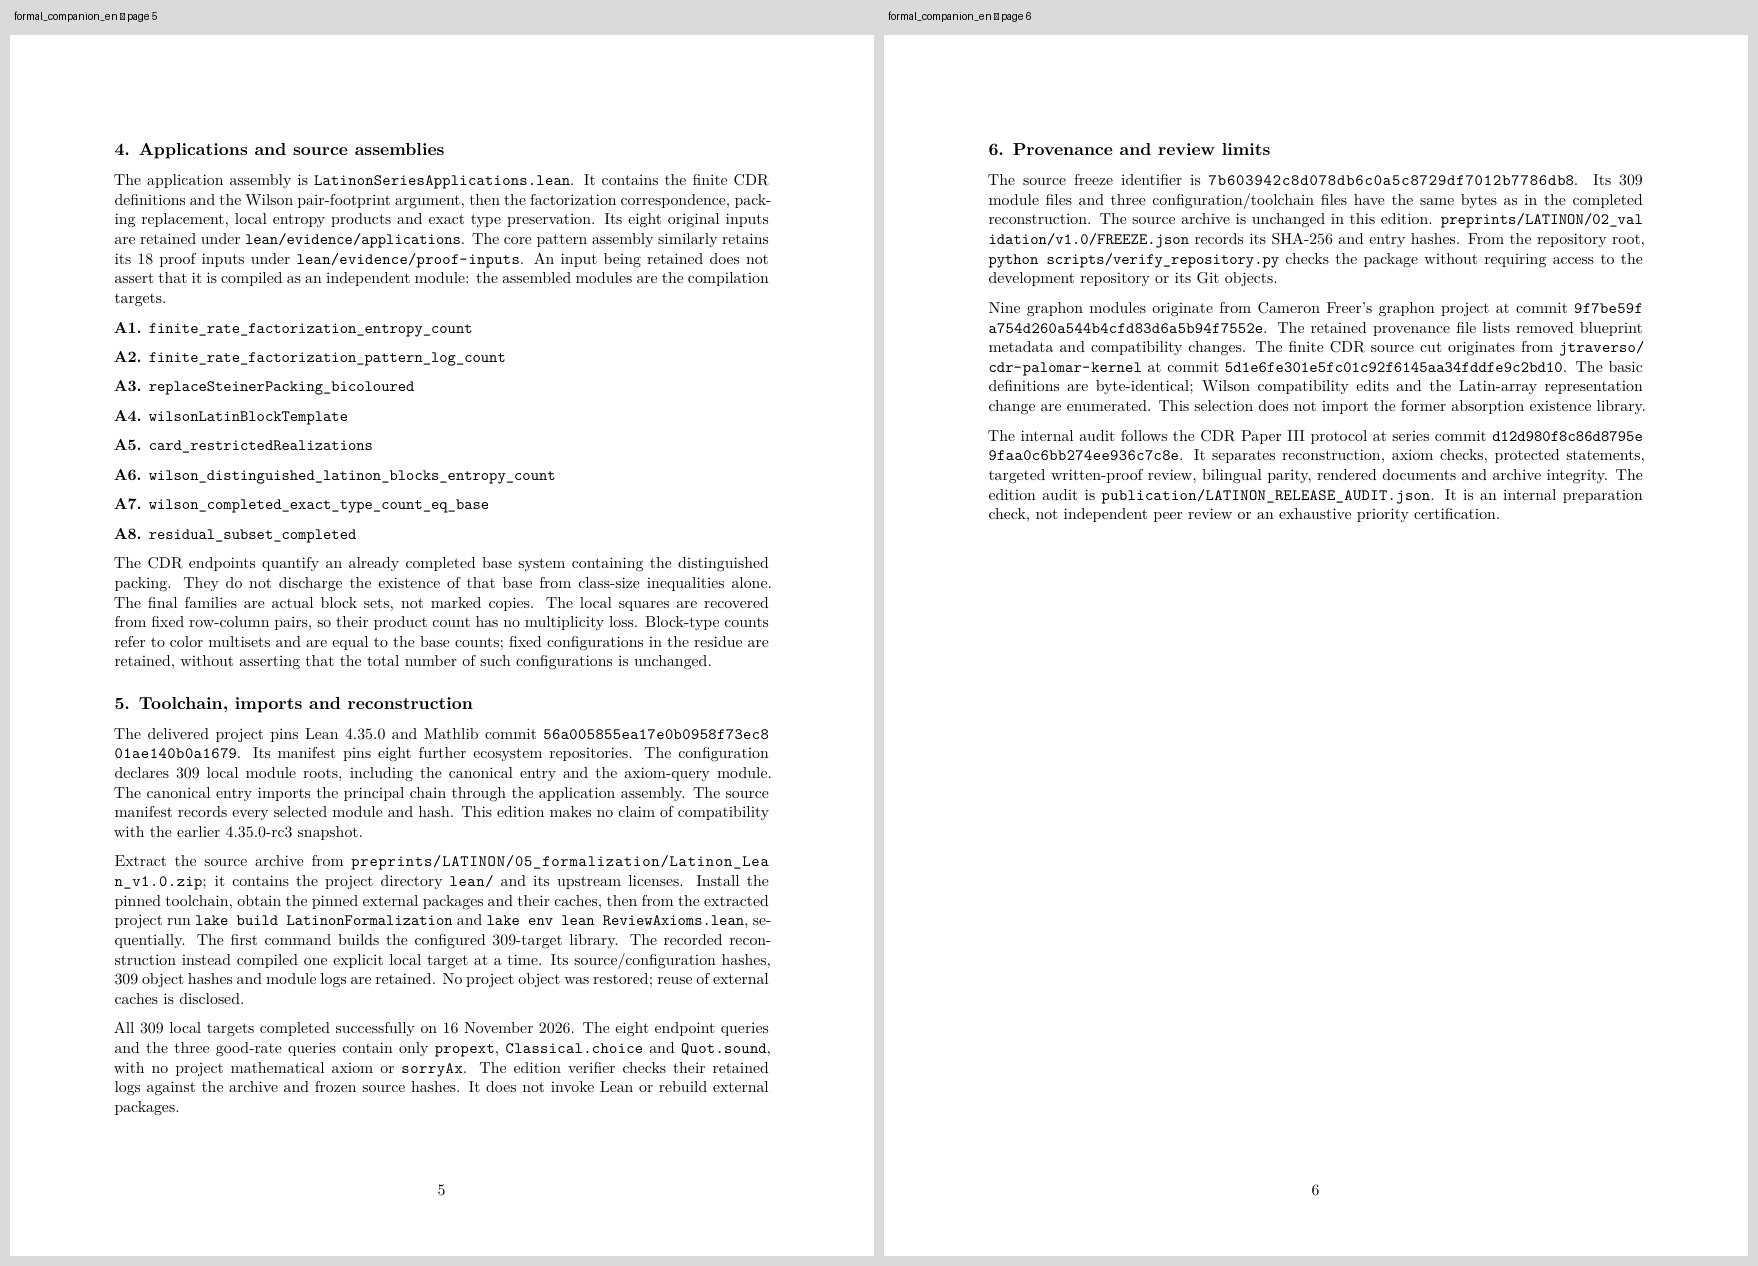 formal_companion_en page 5
4. Applications and source assemblies
The application assembly is LatinonSeriesApplications.lean. It contains the finite CDR
definitions and the Wilson pair-footprint argument, then the factorization correspondence, pack-
ing replacement, local entropy products and exact type preservation. Its eight original inputs
are retained under lean/evidence/applications. The core pattern assembly similarly retains
its 18 proof inputs under lean/evidence/proof-inputs. An input being retained does not
assert that it is compiled as an independent module: the assembled modules are the compilation
targets.
A1. finite_rate_factorization_entropy_count
A2. finite_rate_factorization_pattern_log_count
A3. replaceSteinerPacking_bicoloured
A4. wilsonLatinBlockTemplate
A5. card_restrictedRealizations
A6. wilson_distinguished_latinon_blocks_entropy_count
A7. wilson_completed_exact_type_count_eq_base
A8. residual_subset_completed
The CDR endpoints quantify an already completed base system containing the distinguished
packing. They do not discharge the existence of that base from class-size inequalities alone.
The final families are actual block sets, not marked copies. The local squares are recovered
from fixed row-column pairs, so their product count has no multiplicity loss. Block-type counts
refer to color multisets and are equal to the base counts; fixed configurations in the residue are
retained, without asserting that the total number of such configurations is unchanged.
5. Toolchain, imports and reconstruction
The delivered project pins Lean 4.35.0 and Mathlib commit 56a005855ea17e0b0958f73ec8
01ae140b0a1679. Its manifest pins eight further ecosystem repositories. The configuration
declares 309 local module roots, including the canonical entry and the axiom-query module.
The canonical entry imports the principal chain through the application assembly. The source
manifest records every selected module and hash. This edition makes no claim of compatibility
with the earlier 4.35.0-rc3 snapshot.
Extract the source archive from preprints/LATINON/05_formalization/Latinon_Lea
n_v1.0.zip; it contains the project directory lean/ and its upstream licenses. Install the
pinned toolchain, obtain the pinned external packages and their caches, then from the extracted
project run lake build LatinonFormalization and lake env lean ReviewAxioms.lean, se-
quentially. The first command builds the configured 309-target library. The recorded recon-
struction instead compiled one explicit local target at a time. Its source/configuration hashes,
309 object hashes and module logs are retained. No project object was restored; reuse of external
caches is disclosed.
All 309 local targets completed successfully on 16 November 2026. The eight endpoint queries
and the three good-rate queries contain only propext, Classical.choice and Quot.sound,
with no project mathematical axiom or sorryAx. The edition verifier checks their retained
logs against the archive and frozen source hashes. It does not invoke Lean or rebuild external
packages.
5
formal_companion_en page 6
6. Provenance and review limits
The source freeze identifier is 7b603942c8d078db6c0a5c8729df7012b7786db8. Its 309
module files and three configuration/toolchain files have the same bytes as in the completed
reconstruction. The source archive is unchanged in this edition. preprints/LATINON/02_val
idation/v1.0/FREEZE.json records its SHA-256 and entry hashes. From the repository root,
python scripts/verify_repository.py checks the package without requiring access to the
development repository or its Git objects.
Nine graphon modules originate from Cameron Freer's graphon project at commit 9f7be59f
a754d260a544b4cfd83d6a5b94f7552e. The retained provenance file lists removed blueprint
metadata and compatibility changes. The finite CDR source cut originates from jtraverso/
cdr-palomar-kernel at commit 5d1e6fe301e5fc01c92f6145aa34fddfe9c2bd10. The basic
definitions are byte-identical; Wilson compatibility edits and the Latin-array representation
change are enumerated. This selection does not import the former absorption existence library.
The internal audit follows the CDR Paper III protocol at series commit d12d980f8c86d8795e
9faa0c6bb274ee936c7c8e. It separates reconstruction, axiom checks, protected statements,
targeted written-proof review, bilingual parity, rendered documents and archive integrity. The
edition audit is publication/LATINON_RELEASE_AUDIT.json. It is an internal preparation
check, not independent peer review or an exhaustive priority certification.
6